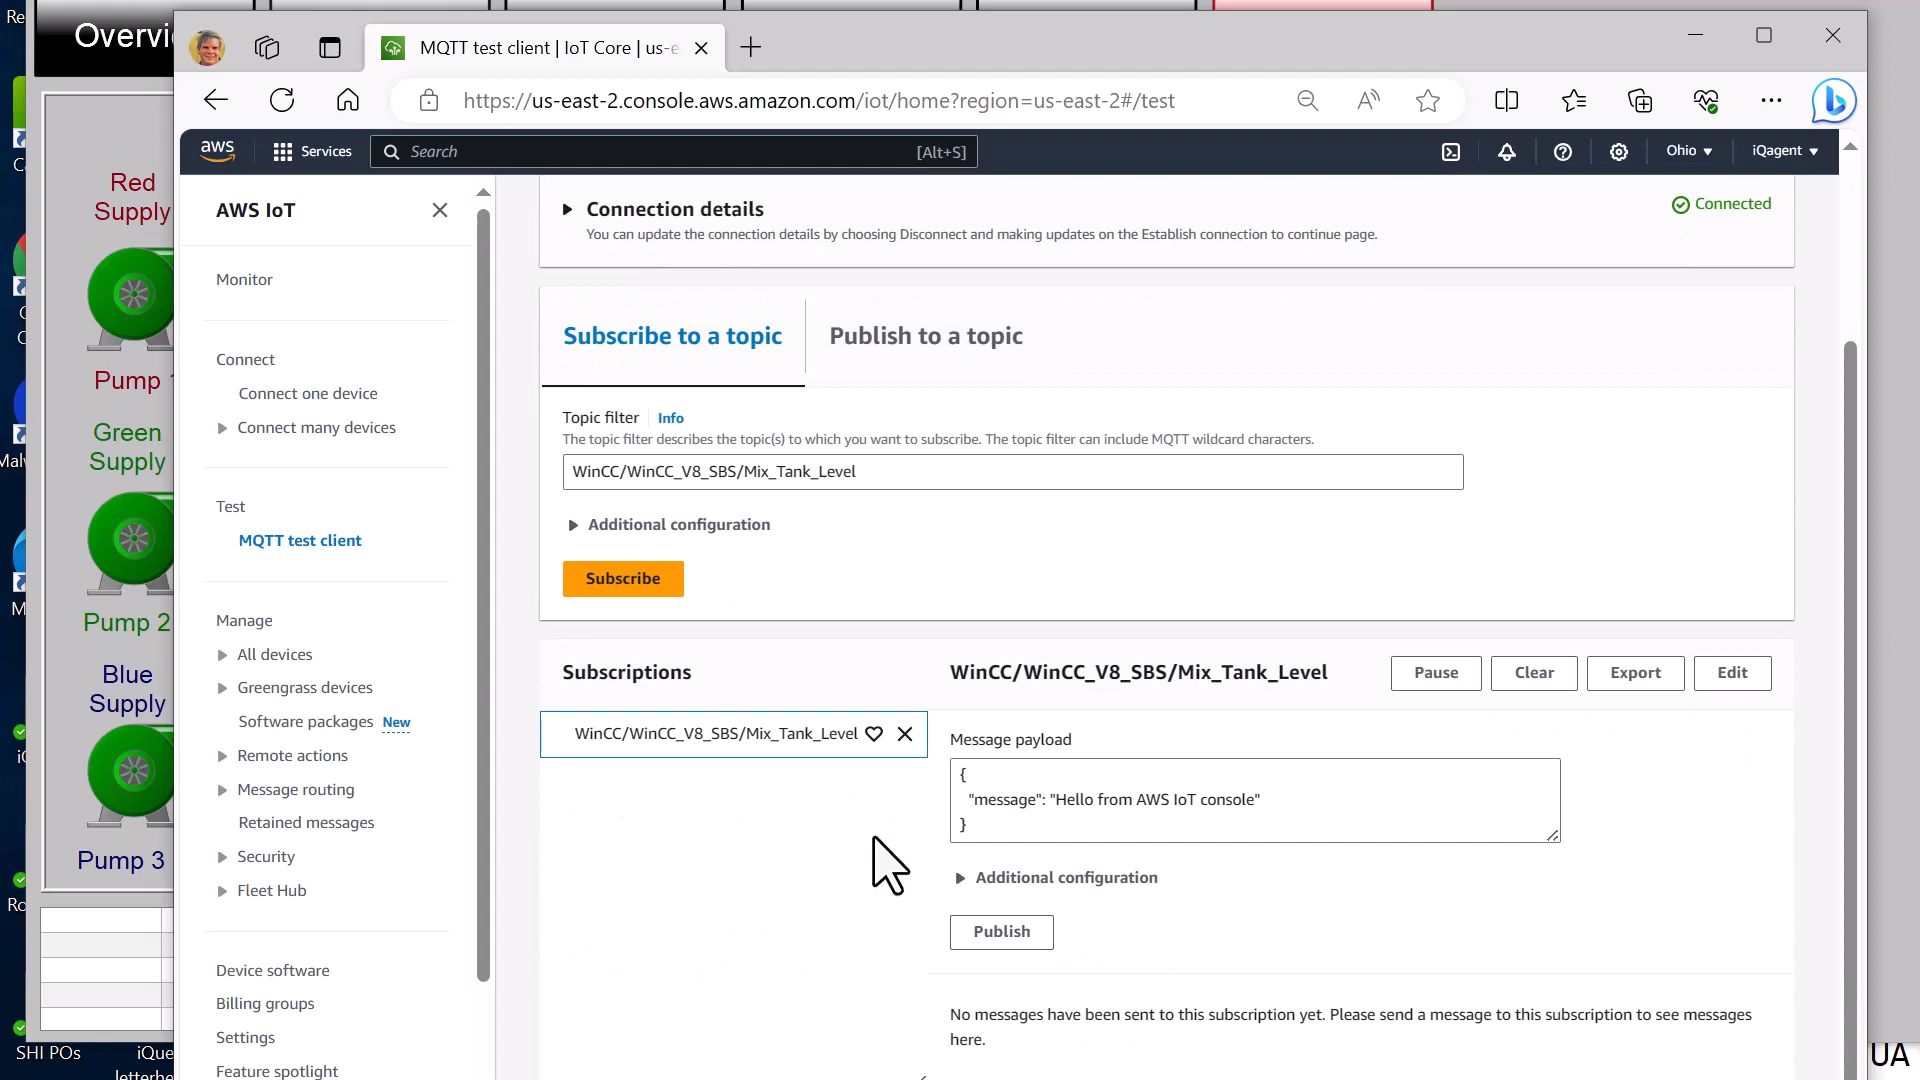 Overvi
MQTT test client | IoT Core | us-e
https://us-east-2.console.aws.amazon.com/iot/home?region=us-east-2#/test
aws
Services
Search
[Alt+S]
Ohio
iQagent
Red
Supply
Pump 1
Green
Supply
Pump 2
Blue
Supply
Pump 3
SHI POs
iQue
letterhe
AWS IoT
Monitor
Connect
Connect one device
Connect many devices
Test
MQTT test client
Manage
All devices
Greengrass devices
Software packages New
Remote actions
Message routing
Retained messages
Security
Fleet Hub
Device software
Billing groups
Settings
Feature spotlight
Connection details
Connected
You can update the connection details by choosing Disconnect and making updates on the Establish connection to continue page.
Subscribe to a topic
Publish to a topic
Topic filter Info
The topic filter describes the topic(s) to which you want to subscribe. The topic filter can include MQTT wildcard characters.
WinCC/WinCC_V8_SBS/Mix_Tank_Level
Additional configuration
Subscribe
Subscriptions
WinCC/WinCC_V8_SBS/Mix_Tank_Level
WinCC/WinCC_V8_SBS/Mix_Tank_Level
Pause
Clear
Export
Edit
Message payload
{
"message": "Hello from AWS IoT console"
}
Additional configuration
Publish
No messages have been sent to this subscription yet. Please send a message to this subscription to see messages
here.
UA